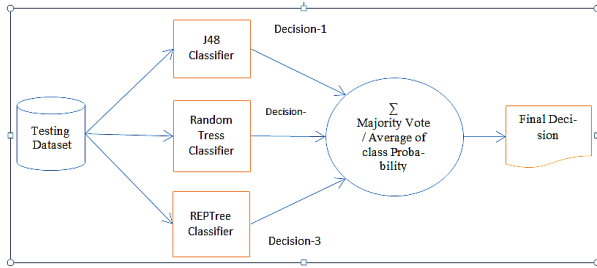 Decision-1
J48
Classifier
Testing
Dataset
Random
Tress
Classifier
Decision-
∑
Majority Vote
/ Average of
class Proba-
bility
Final Deci-
sion
REPTree
Classifier
Decision-3